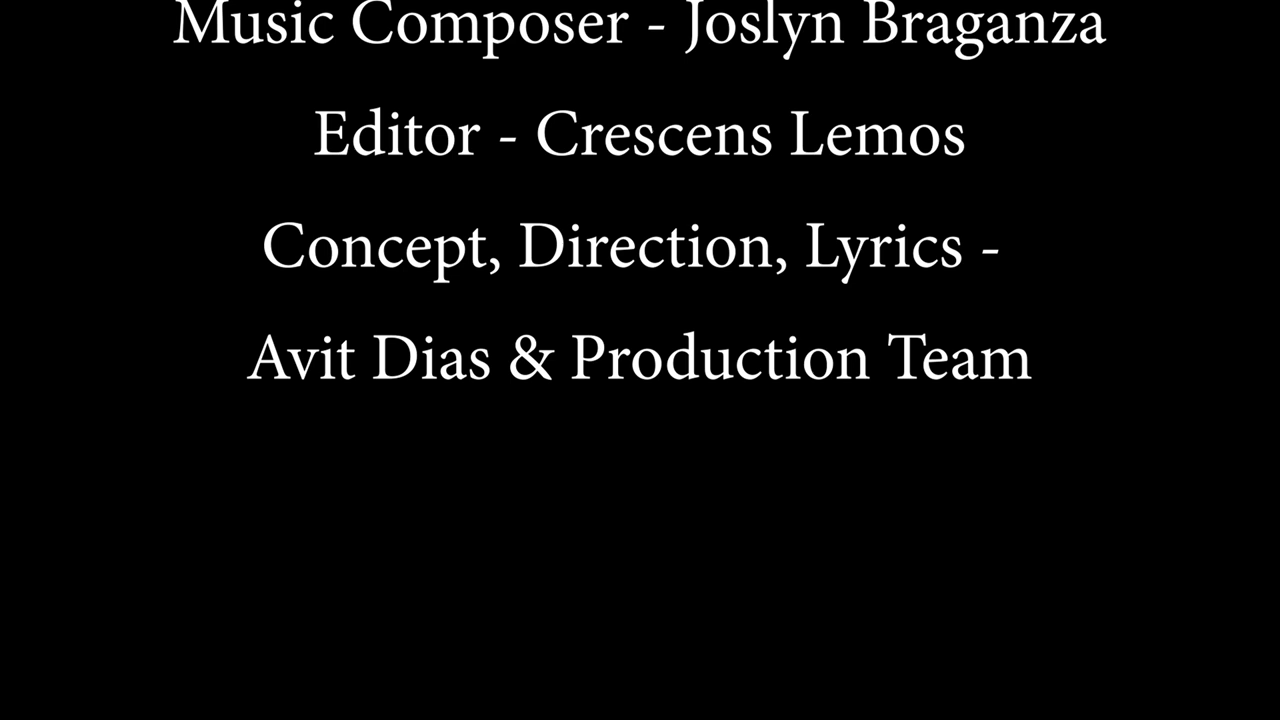 Music Composer - Joslyn Braganza
Editor - Crescens Lemos
Concept, Direction, Lyrics -
Avit Dias & Production Team